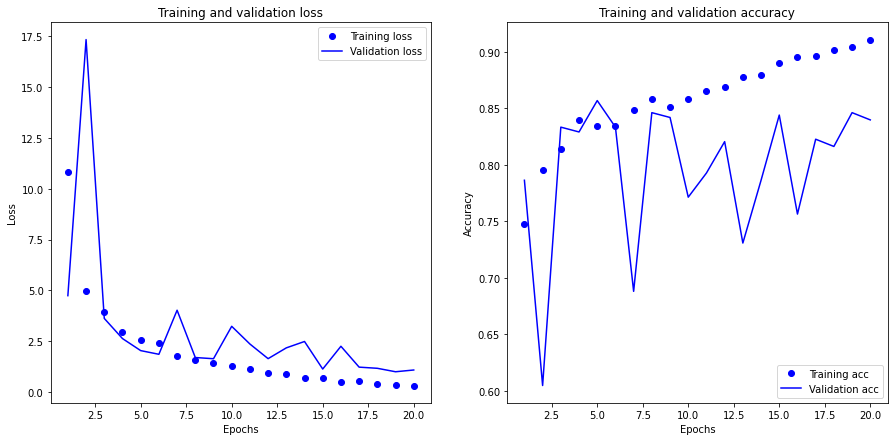 Training and validation loss
Training loss
Validation loss
17.5
15.0
12.5
10.0
7.5
5.0
2.5
0.0
Loss
2.5 5.0 7.5 10.0 12.5 15.0 17.5 20.0
Epochs
Training and validation accuracy
0.90
0.85
0.80
0.75
0.70
0.65
0.60
Accuracy
Training acc
Validation acc
2.5 5.0 7.5 10.0 12.5 15.0 17.5 20.0
Epochs